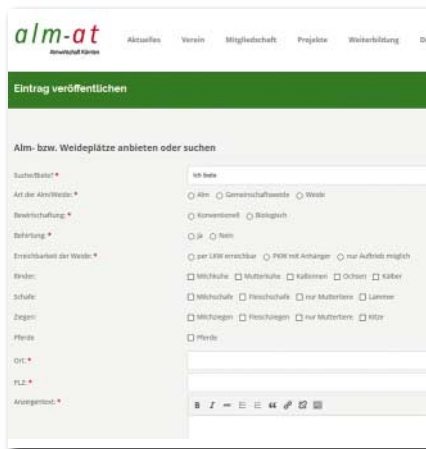 alm-at
Almwirtschaft Kärnten
Aktuelles Verein Mitgliedschaft Projekte Weiterbildung
Eintrag veröffentlichen
Alm- bzw. Weideplätze anbieten oder suchen
Suche/Biete? * Ich biete
Art der Alm/Weide: * Alm Gemeinschaftsweide Weide
Bewirtschaftung: * Konventionell Biologisch
Behirtung: * Ja Nein
Erreichbarkeit der Weide: * per LKW erreichbar PKW mit Anhänger nur Auftrieb möglich
Rinder: Milchkühe Mutterkühe Kalbinnen Ochsen Kälber
Schafe: Milchschafe Fleischschafe nur Muttertiere Lämmer
Ziegen: Milchziegen Fleischziegen nur Muttertiere Kitze
Pferde Pferde
Ort: *
PLZ: *
Anzeigentext: *